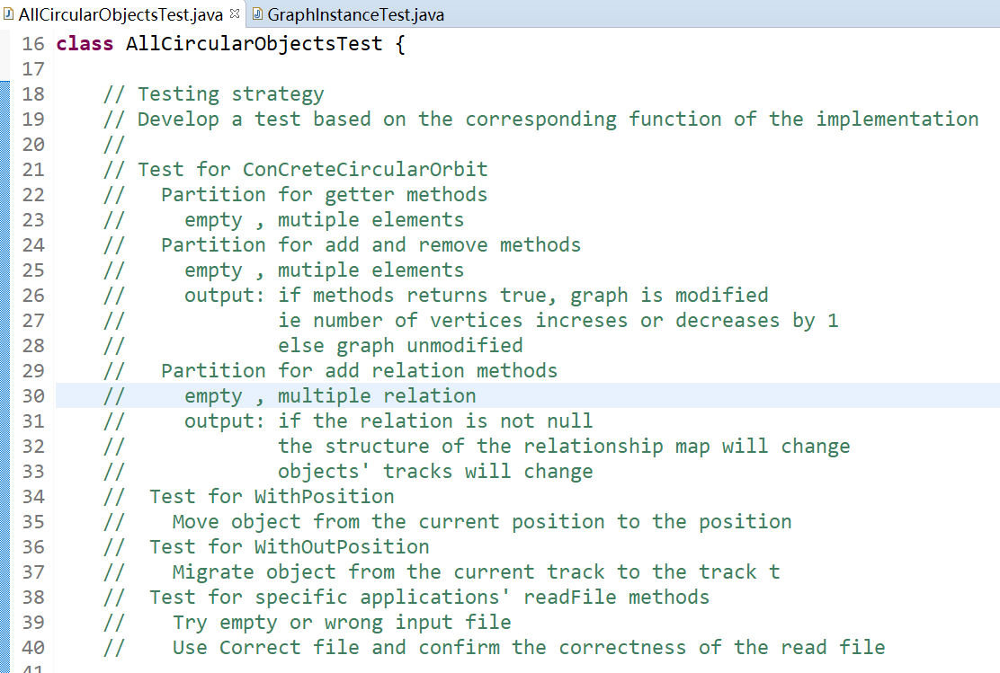 AllCircularObjectsTest.java GraphInstanceTest.java
16 class AllCircularObjectsTest {
17
18 // Testing strategy
19 // Develop a test based on the corresponding function of the implementation
20 //
21 // Test for ConCreteCircularOrbit
22 // Partition for getter methods
23 // empty , mutiple elements
24 // Partition for add and remove methods
25 // empty , mutiple elements
26 // output: if methods returns true, graph is modified
27 // ie number of vertices increses or decreases by 1
28 // else graph unmodified
29 // Partition for add relation methods
30 // empty , multiple relation
31 // output: if the relation is not null
32 // the structure of the relationship map will change
33 // objects' tracks will change
34 // Test for WithPosition
35 // Move object from the current position to the position
36 // Test for WithOutPosition
37 // Migrate object from the current track to the track t
38 // Test for specific applications' readFile methods
39 // Try empty or wrong input file
40 // Use Correct file and confirm the correctness of the read file
41